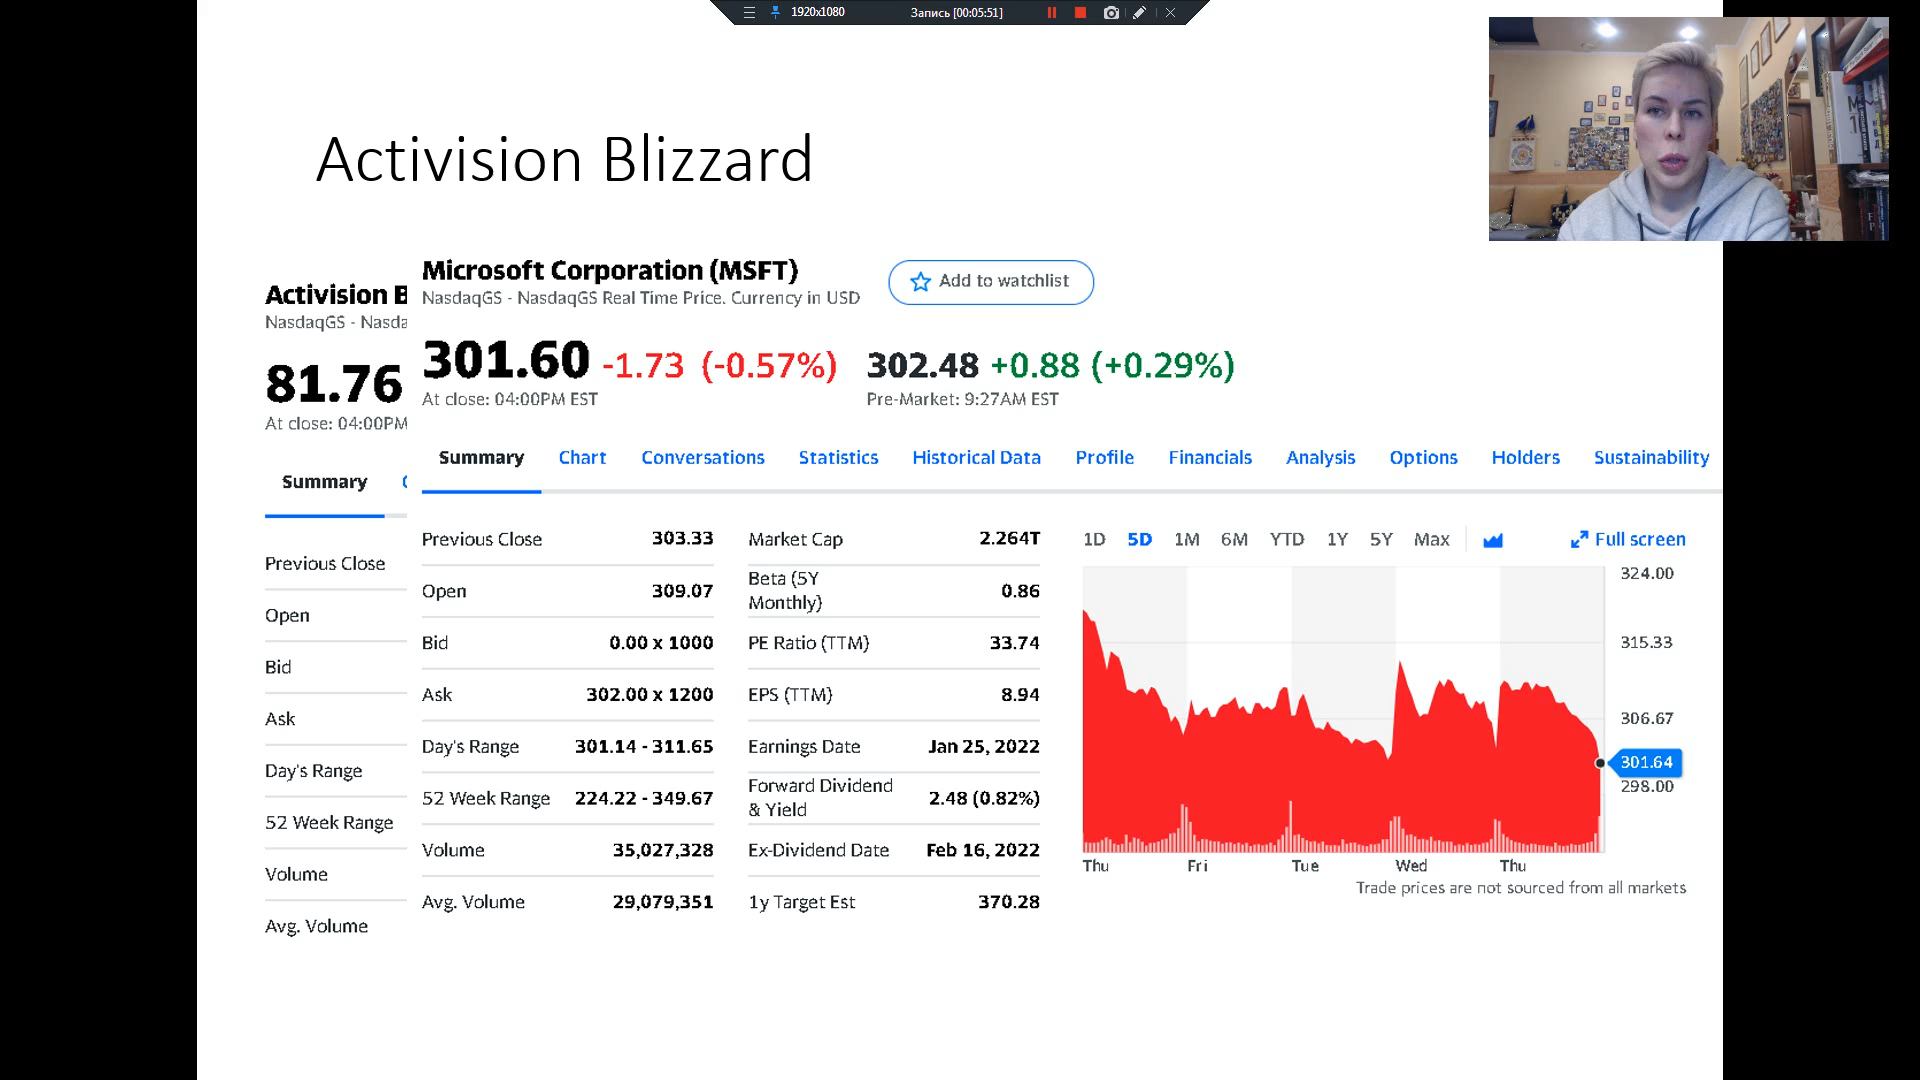 1920x1080 Запись [00:05:51]
Activision Blizzard
Activision B
NasdaqGS - Nasda
81.76
At close: 04:00PM
Summary
Previous Close
Open
Bid
Ask
Day's Range
52 Week Range
Volume
Avg. Volume
Microsoft Corporation (MSFT)
NasdaqGS - NasdaqGS Real Time Price. Currency in USD
Add to watchlist
301.60 -1.73 (-0.57%) 302.48 +0.88 (+0.29%)
At close: 04:00PM EST Pre-Market: 9:27AM EST
Summary Chart Conversations Statistics Historical Data Profile Financials Analysis Options Holders Sustainability
Previous Close 303.33
Open 309.07
Bid 0.00 x 1000
Ask 302.00 x 1200
Day's Range 301.14 - 311.65
52 Week Range 224.22 - 349.67
Volume 35,027,328
Avg. Volume 29,079,351
Market Cap 2.264T
Beta (5Y
Monthly) 0.86
PE Ratio (TTM) 33.74
EPS (TTM) 8.94
Earnings Date Jan 25, 2022
Forward Dividend
& Yield 2.48 (0.82%)
Ex-Dividend Date Feb 16, 2022
1y Target Est 370.28
1D 5D 1M 6M YTD 1Y 5Y Max Full screen
324.00
315.33
306.67
301.64
298.00
Thu Fri Tue Wed Thu
Trade prices are not sourced from all markets